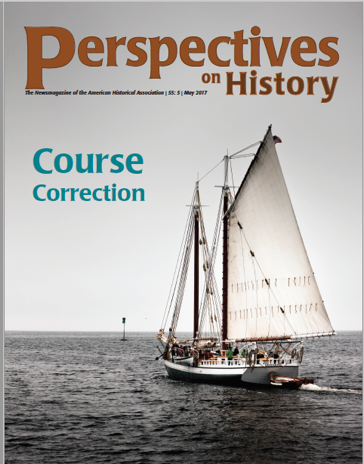 Perspectives
on History
The Newsmagazine of the American Historical Association | 55: 5 | May 2017
Course
Correction